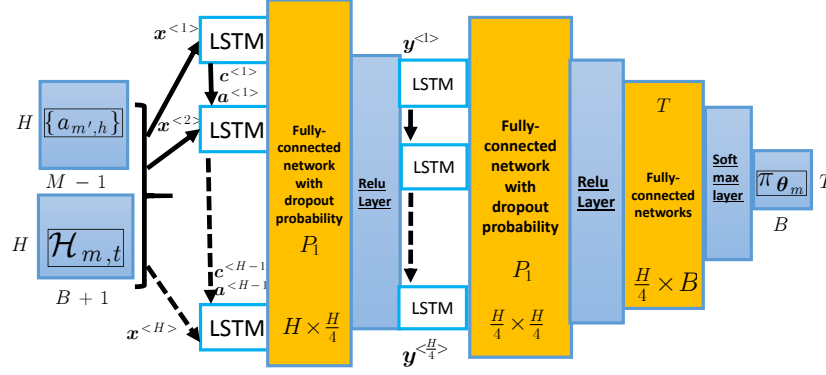 H
{a_{m',h}}
M − 1
H
ℋ_{m,t}
B + 1
x^{<1>}
LSTM
c^{<1>}
a^{<1>}
x^{<2>}
LSTM
c^{<H-1
a^{<H-1
x^{<H>}
LSTM
Fully-
connected
network
with
dropout
probability
P_1
H × H/4
Relu
Layer
y^{<1>}
LSTM
LSTM
LSTM
y^{<H/4>}
Fully-
connected
network
with
dropout
probability
P_1
H/4 × H/4
Relu
Layer
T
Fully-
connected
networks
H/4 × B
Soft
max
layer
π_{θ_m}
B
T